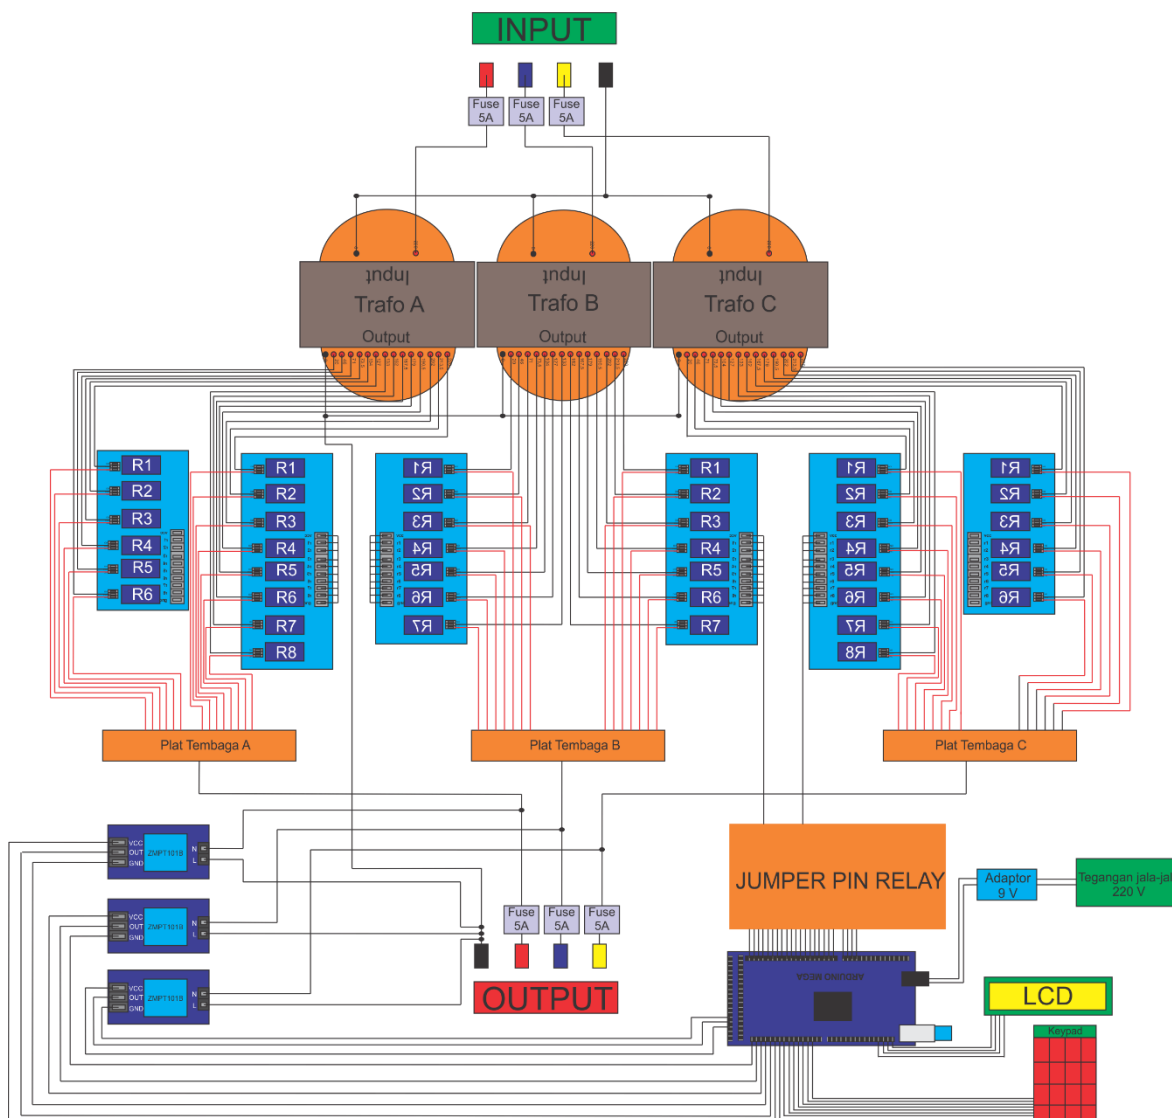 INPUT
Fuse
5A
Fuse
5A
Fuse
5A
Input
Trafo A
Output
Input
Trafo B
Output
Input
Trafo C
Output
R1
R2
R3
R4
R5
R6
R1
R2
R3
R4
R5
R6
R7
R8
R1
R2
R3
R4
R5
R6
R7
R1
R2
R3
R4
R5
R6
R7
R1
R2
R3
R4
R5
R6
R7
R8
R1
R2
R3
R4
R5
R6
Plat Tembaga A
Plat Tembaga B
Plat Tembaga C
VCC
OUT
GND
ZMPT101B
N
L
VCC
OUT
GND
ZMPT101B
N
L
VCC
OUT
GND
ZMPT101B
N
L
Fuse
5A
Fuse
5A
Fuse
5A
OUTPUT
JUMPER PIN RELAY
Adaptor
9 V
Tegangan jala-jal
220 V
ARDUINO MEGA
LCD
Keypad